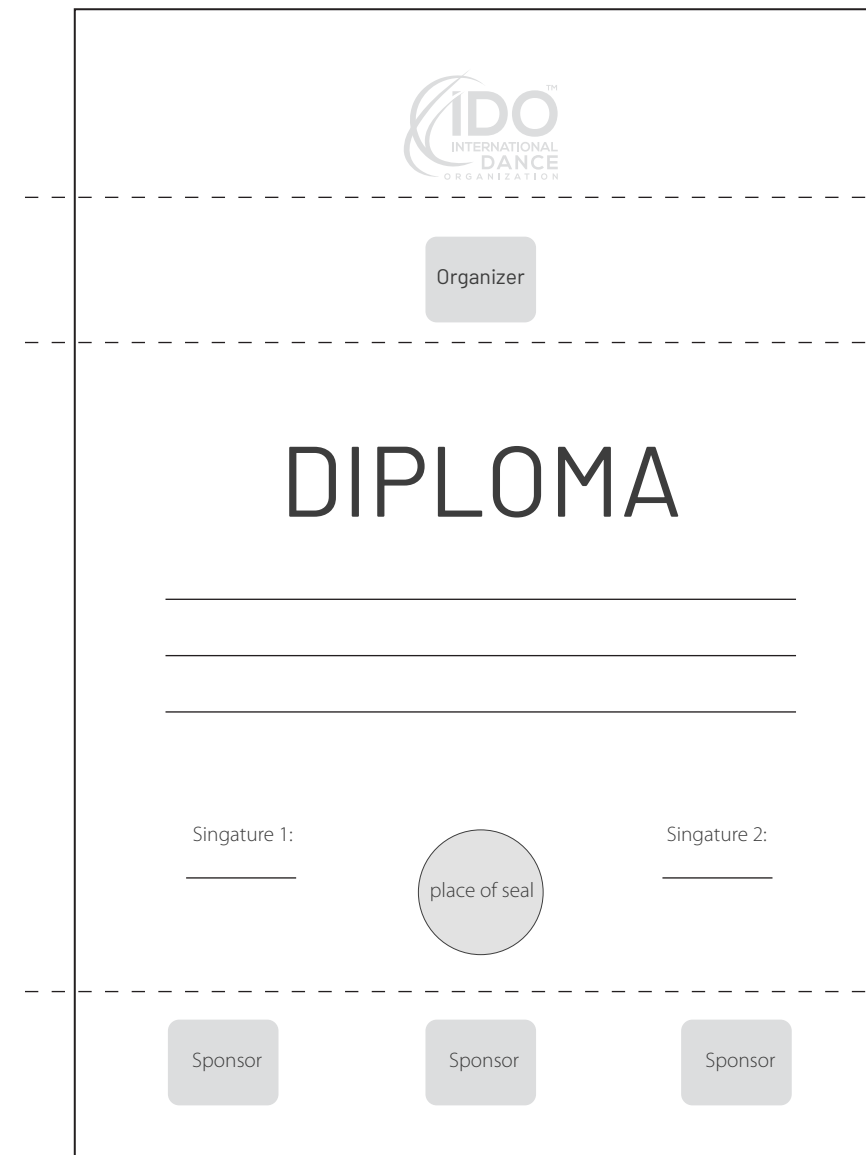 iDO
TM
INTERNATIONAL
DANCE
ORGANIZATION
Organizer
DIPLOMA
Singature 1:
Singature 2:
place of seal
Sponsor
Sponsor
Sponsor